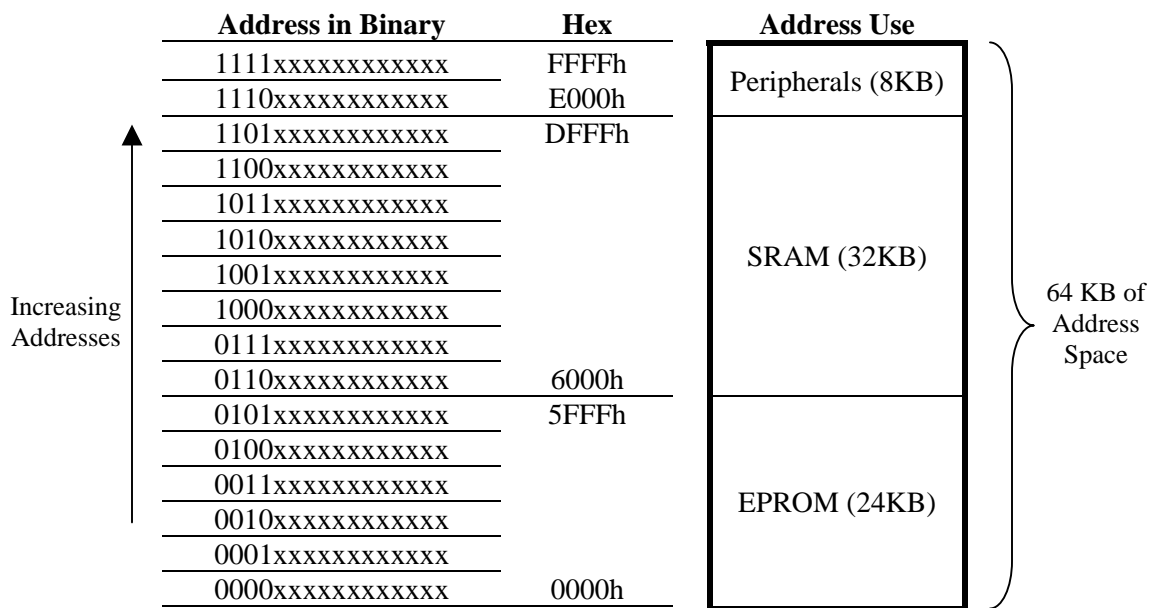 Address in Binary Hex Address Use
1111xxxxxxxxxxxx FFFFh
Peripherals (8KB)
1110xxxxxxxxxxxx E000h
1101xxxxxxxxxxxx DFFFh
1100xxxxxxxxxxxx
1011xxxxxxxxxxxx
1010xxxxxxxxxxxx
SRAM (32KB)
1001xxxxxxxxxxxx
1000xxxxxxxxxxxx
0111xxxxxxxxxxxx
0110xxxxxxxxxxxx 6000h
0101xxxxxxxxxxxx 5FFFh
0100xxxxxxxxxxxx
0011xxxxxxxxxxxx
EPROM (24KB)
0010xxxxxxxxxxxx
0001xxxxxxxxxxxx
0000xxxxxxxxxxxx 0000h
Increasing
Addresses
64 KB of
Address
Space